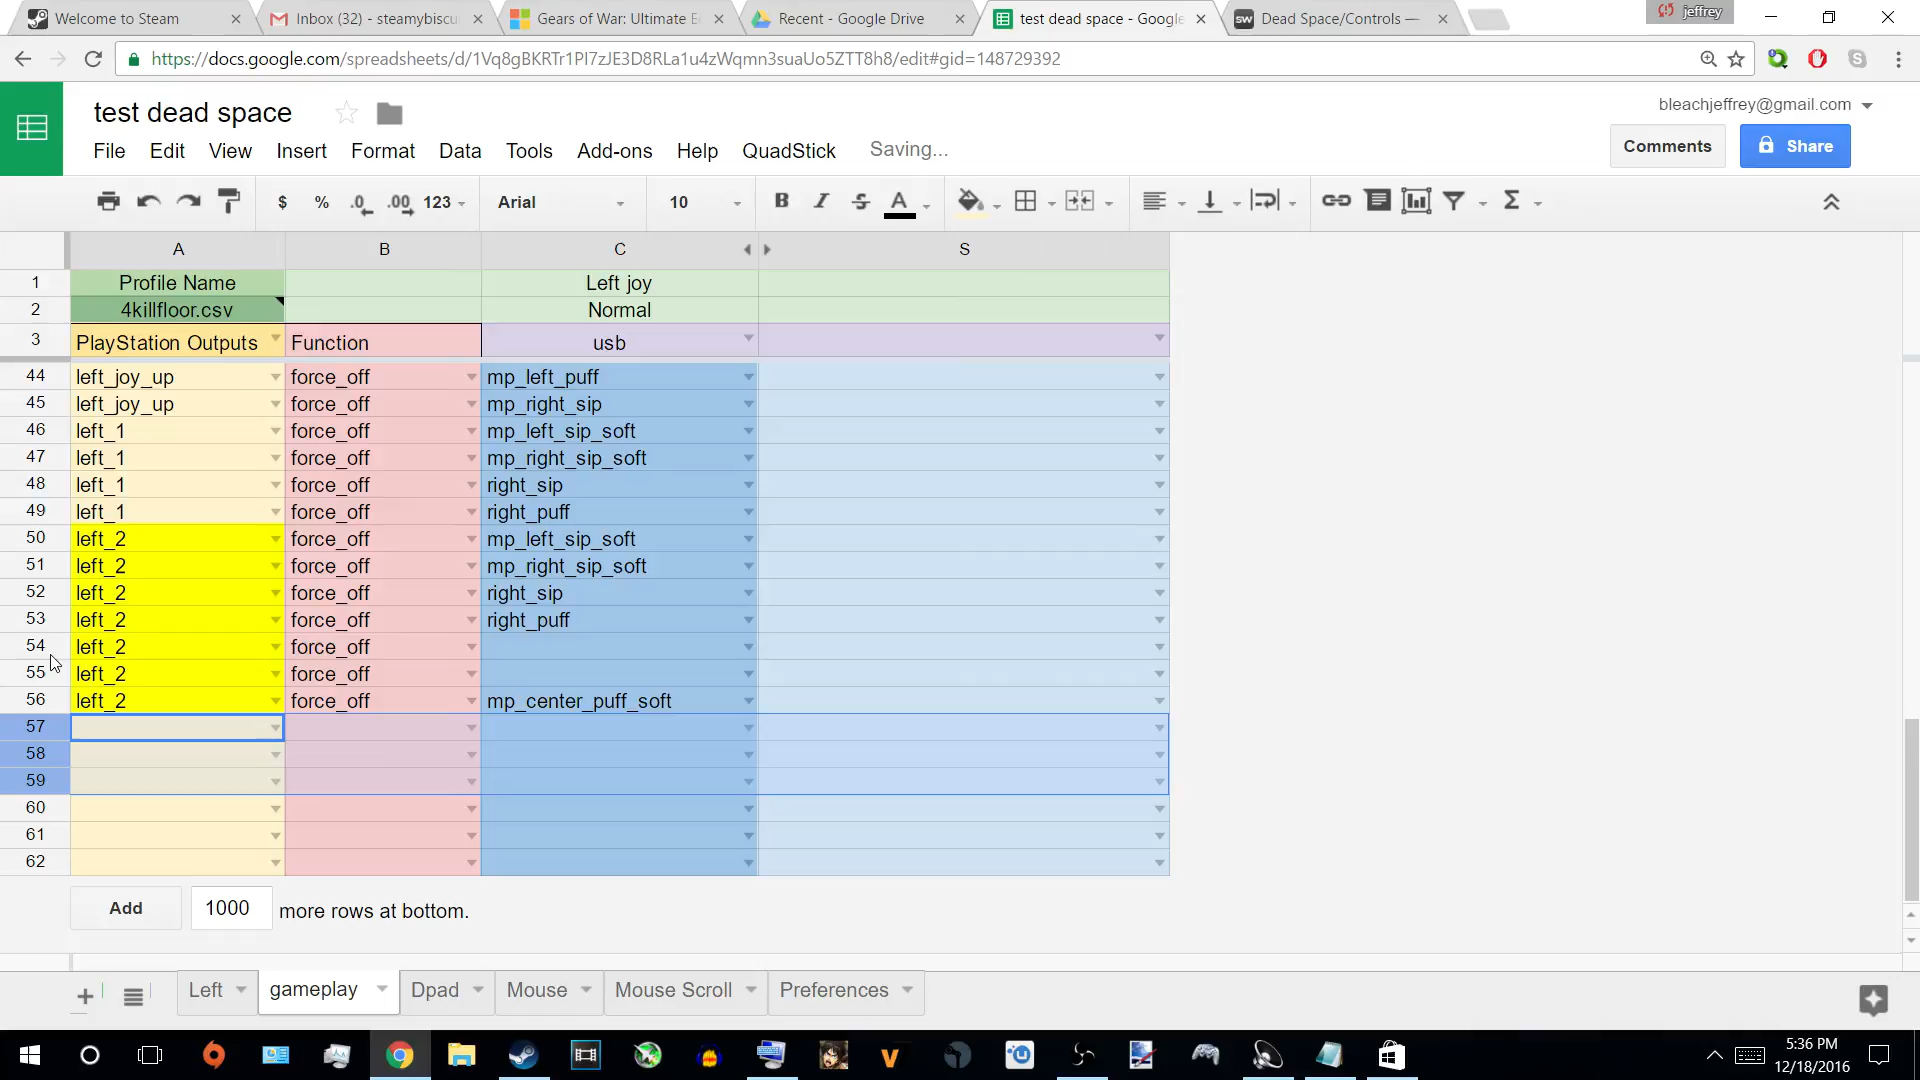 Welcome to Steam
Inbox (32) - steamybiscu
Gears of War: Ultimate E
Recent - Google Drive
test dead space - Google
sw Dead Space/Controls —
jeffrey
https://docs.google.com/spreadsheets/d/1Vq8gBKRTr1PI7zJE3D8RLa1u4zWqmn3suaUo5ZTT8h8/edit#gid=148729392
test dead space
bleachjeffrey@gmail.com
File Edit View Insert Format Data Tools Add-ons Help QuadStick Saving...
Comments Share
$ % .0 .00 123 Arial 10 B I S A Σ
A B C S
1 Profile Name Left joy
2 4killfloor.csv Normal
3 PlayStation Outputs Function usb
44 left_joy_up force_off mp_left_puff
45 left_joy_up force_off mp_right_sip
46 left_1 force_off mp_left_sip_soft
47 left_1 force_off mp_right_sip_soft
48 left_1 force_off right_sip
49 left_1 force_off right_puff
50 left_2 force_off mp_left_sip_soft
51 left_2 force_off mp_right_sip_soft
52 left_2 force_off right_sip
53 left_2 force_off right_puff
54 left_2 force_off
55 left_2 force_off
56 left_2 force_off mp_center_puff_soft
57
58
59
60
61
62
Add 1000 more rows at bottom.
Left gameplay Dpad Mouse Mouse Scroll Preferences
5:36 PM
12/18/2016